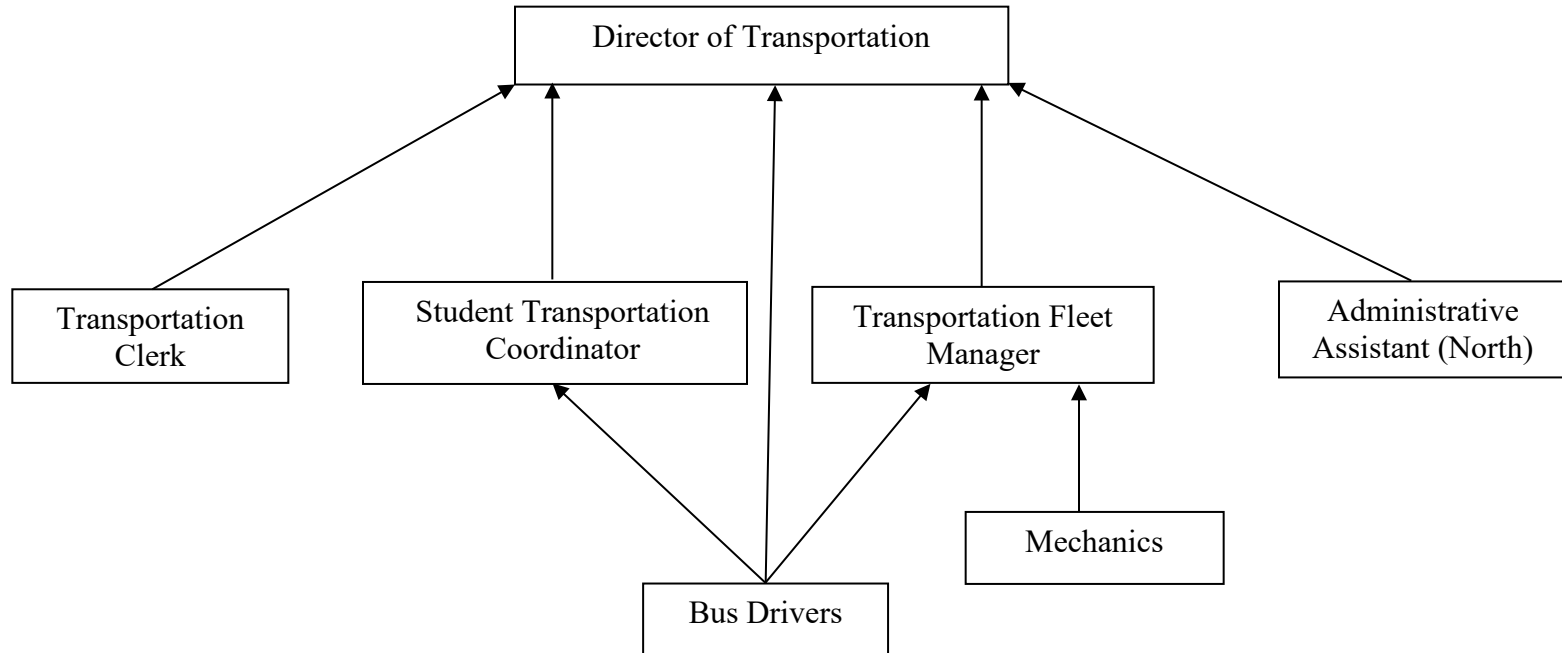 Director of Transportation
Transportation
Clerk
Student Transportation
Coordinator
Transportation Fleet
Manager
Administrative
Assistant (North)
Mechanics
Bus Drivers